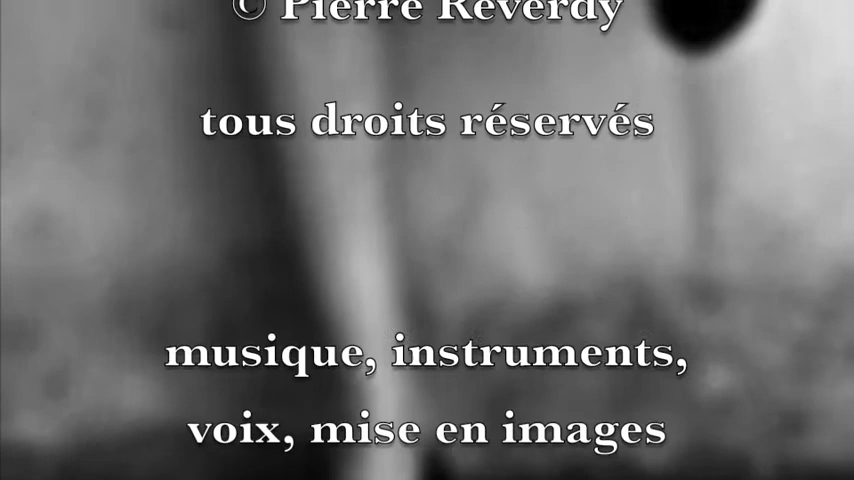 © Pierre Reverdy
tous droits réservés
musique, instruments,
voix, mise en images